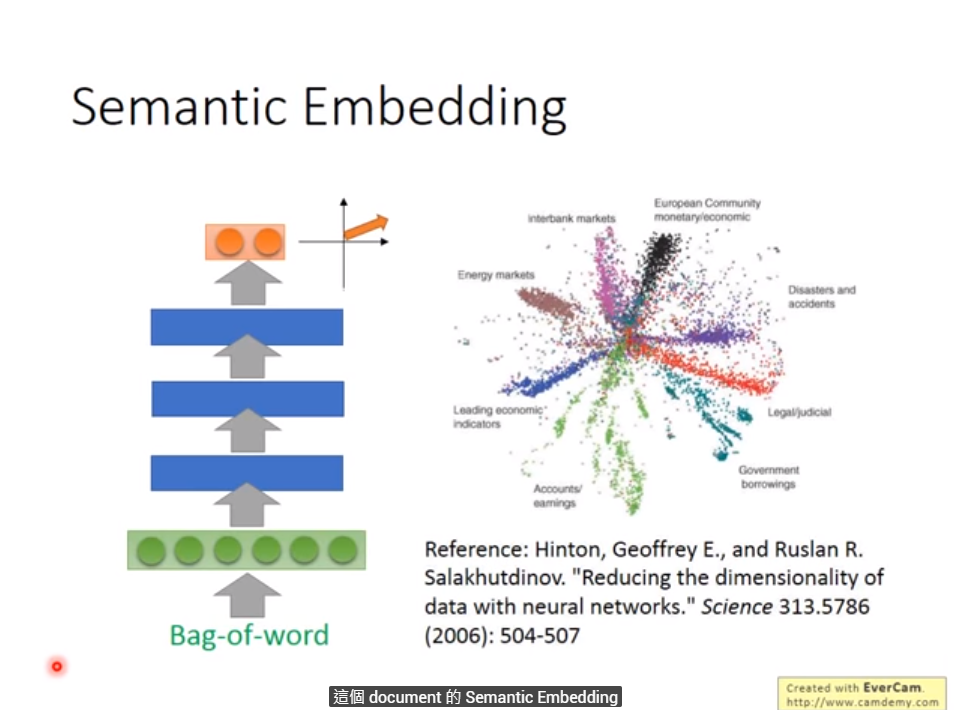 Semantic Embedding
European Community
monetary/economic
Interbank markets
Energy markets
Disasters and
accidents
Leading economic
indicators
Legal/judicial
Government
borrowings
Accounts/
earnings
Bag-of-word
Reference: Hinton, Geoffrey E., and Ruslan R.
Salakhutdinov. "Reducing the dimensionality of
data with neural networks." Science 313.5786
(2006): 504-507
這個 document 的 Semantic Embedding
Created with EverCam.
http://www.camdemy.com